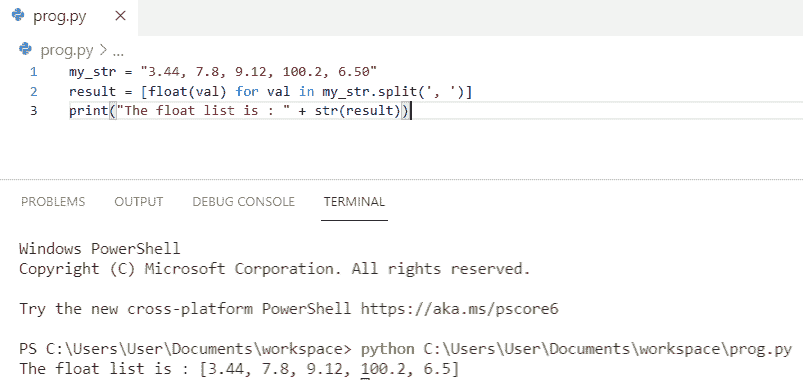 prog.py ×
prog.py > ...
1 my_str = "3.44, 7.8, 9.12, 100.2, 6.50"
2 result = [float(val) for val in my_str.split(', ')]
3 print("The float list is : " + str(result))
PROBLEMS OUTPUT DEBUG CONSOLE TERMINAL
Windows PowerShell
Copyright (C) Microsoft Corporation. All rights reserved.
Try the new cross-platform PowerShell https://aka.ms/pscore6
PS C:\Users\User\Documents\workspace> python C:\Users\User\Documents\workspace\prog.py
The float list is : [3.44, 7.8, 9.12, 100.2, 6.5]